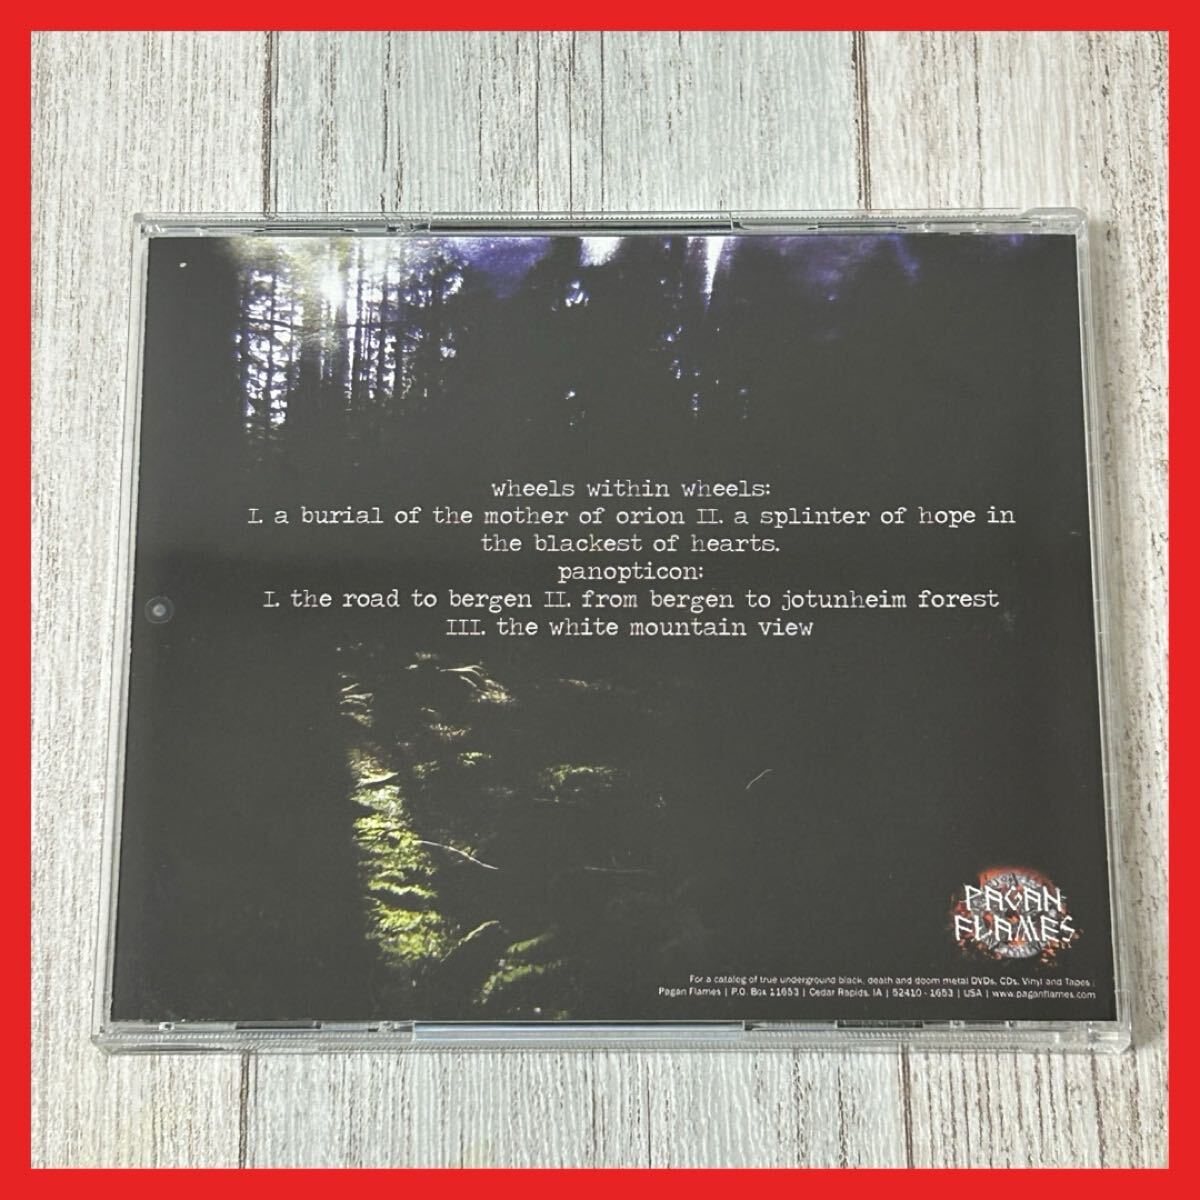 wheels within wheels:
I. a burial of the mother of orion II. a splinter of hope in
the blackest of hearts.
panopticon:
I. the road to bergen II. from bergen to jotunheim forest
III. the white mountain view
PAGAN
FLAMES
For a catalog of true underground black, death and doom metal DVDs, CDs, Vinyl and Tapes:
Pagan Flames | P.O. Box 11653 | Cedar Rapids, IA | 52410 - 1653 | USA | www.paganflames.com